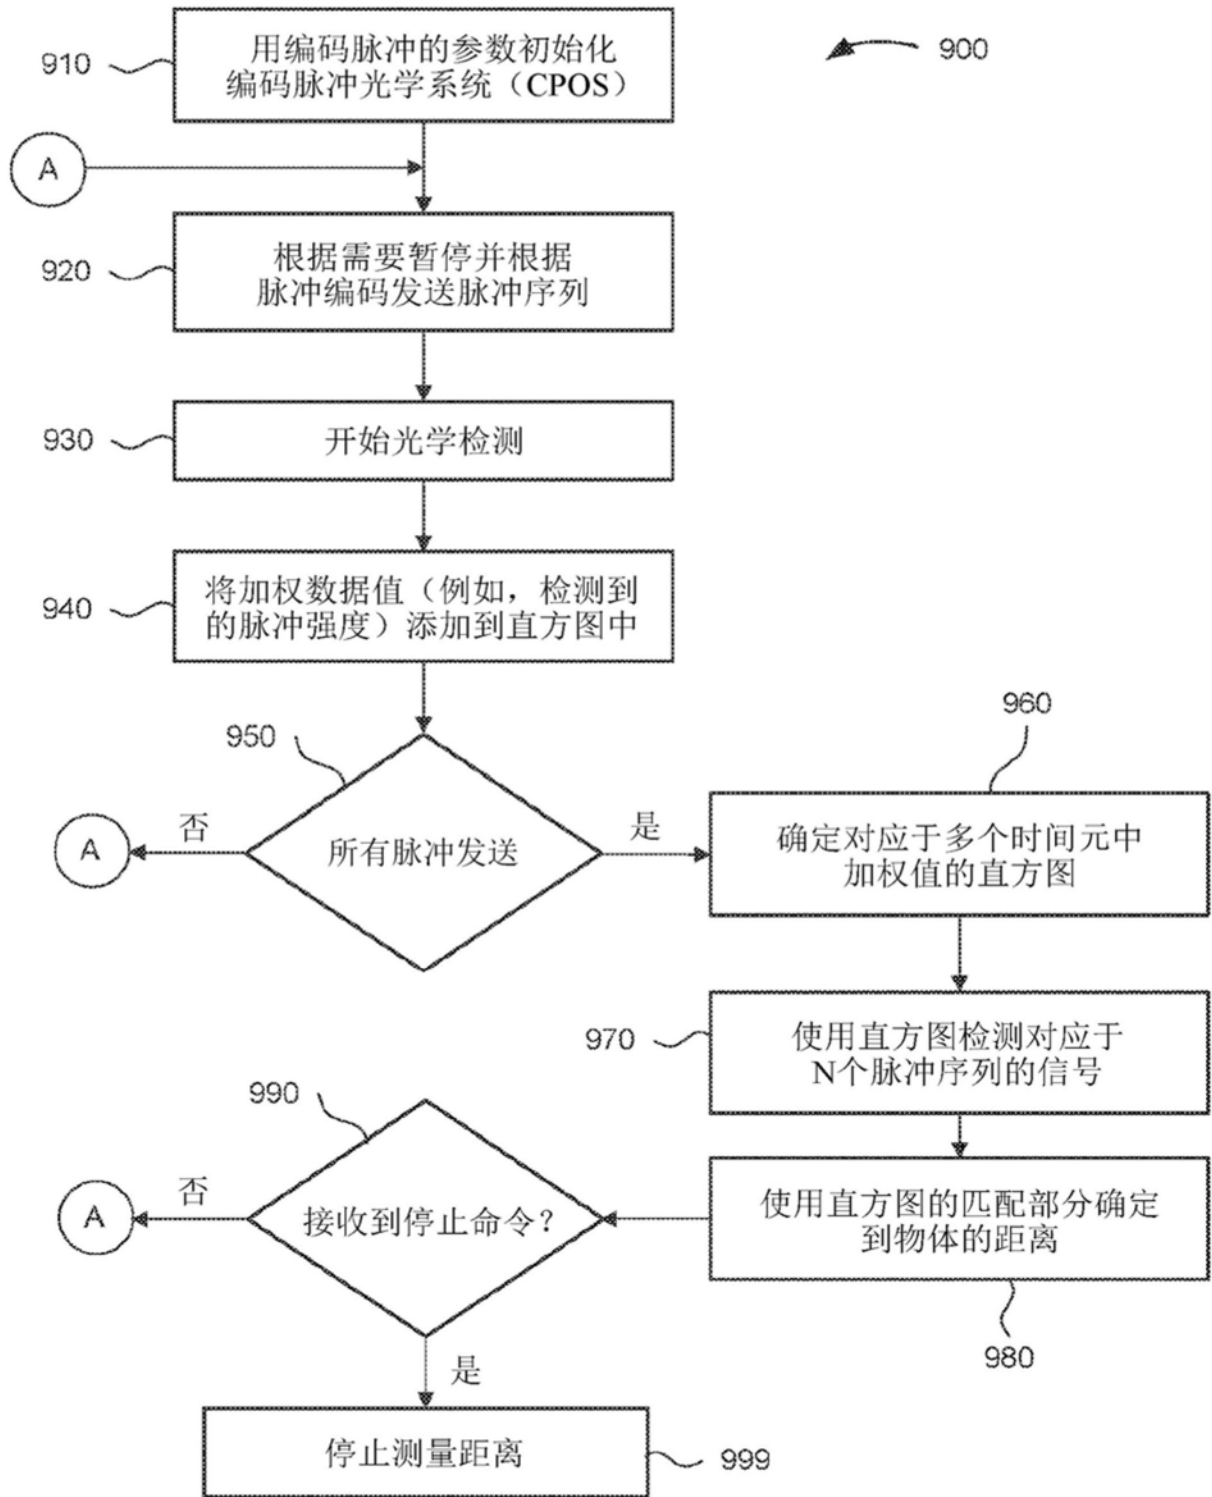 用编码脉冲的参数初始化
编码脉冲光学系统（CPOS）
910
900
A
根据需要暂停并根据
脉冲编码发送脉冲序列
920
开始光学检测
930
将加权数据值（例如，检测到
的脉冲强度）添加到直方图中
940
950
所有脉冲发送
否
A
是
960
确定对应于多个时间元中
加权值的直方图
970
使用直方图检测对应于
N个脉冲序列的信号
使用直方图的匹配部分确定
到物体的距离
980
990
接收到停止命令？
否
A
是
停止测量距离
999